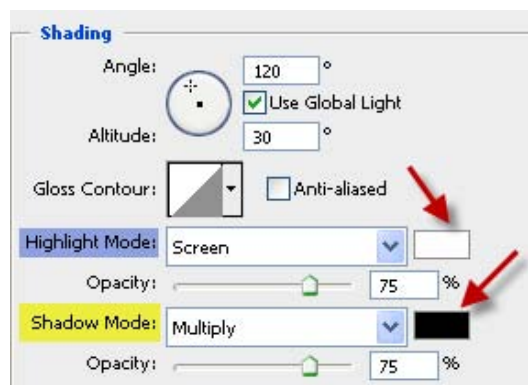 Shading
Angle: 120 °
Use Global Light
Altitude: 30 °
Gloss Contour: Anti-aliased
Highlight Mode: Screen
Opacity: 75 %
Shadow Mode: Multiply
Opacity: 75 %